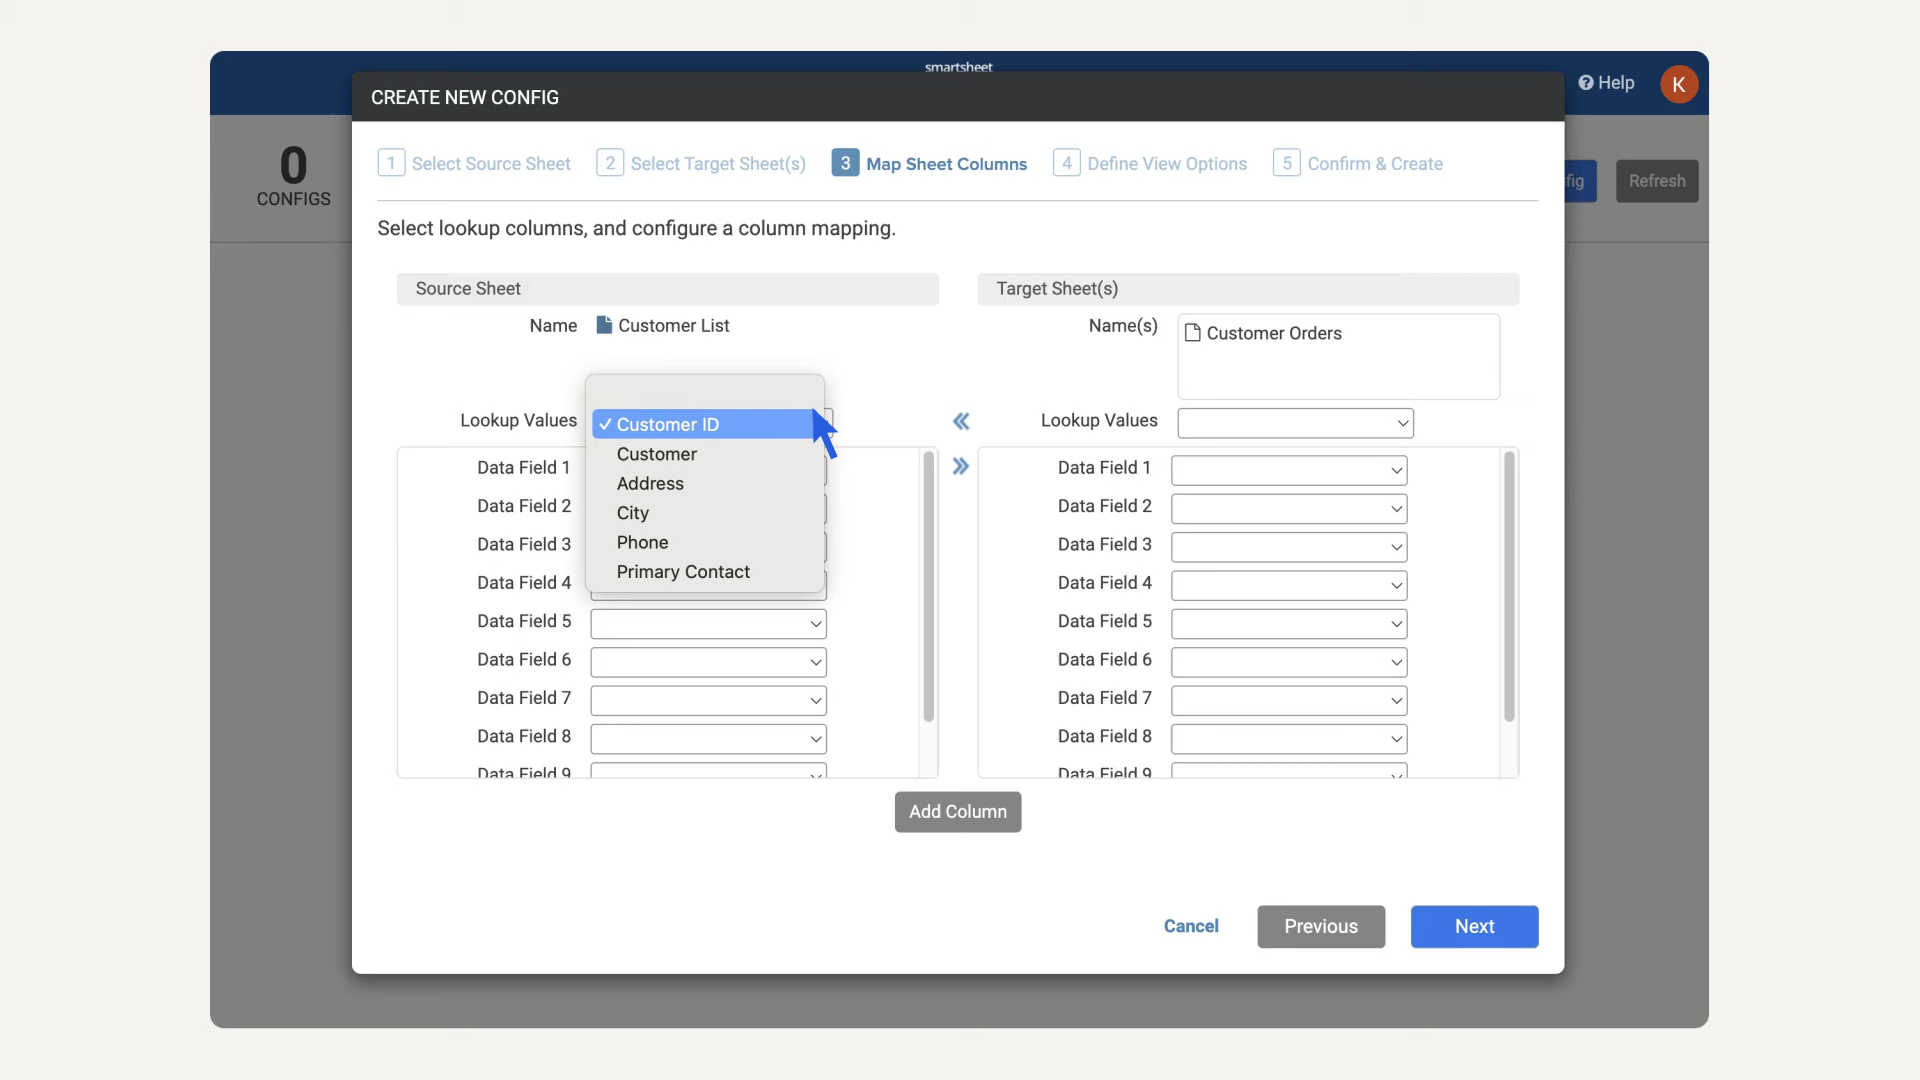 smartsheet
CREATE NEW CONFIG
Help
K
0
CONFIGS
1 Select Source Sheet
2 Select Target Sheet(s)
3 Map Sheet Columns
4 Define View Options
5 Confirm & Create
fig
Refresh
Select lookup columns, and configure a column mapping.
Source Sheet
Name
Customer List
Lookup Values
✓ Customer ID
Customer
Address
City
Phone
Primary Contact
Data Field 1
Data Field 2
Data Field 3
Data Field 4
Data Field 5
Data Field 6
Data Field 7
Data Field 8
Data Field 9
Target Sheet(s)
Name(s)
Customer Orders
Lookup Values
Data Field 1
Data Field 2
Data Field 3
Data Field 4
Data Field 5
Data Field 6
Data Field 7
Data Field 8
Data Field 9
Add Column
Cancel
Previous
Next